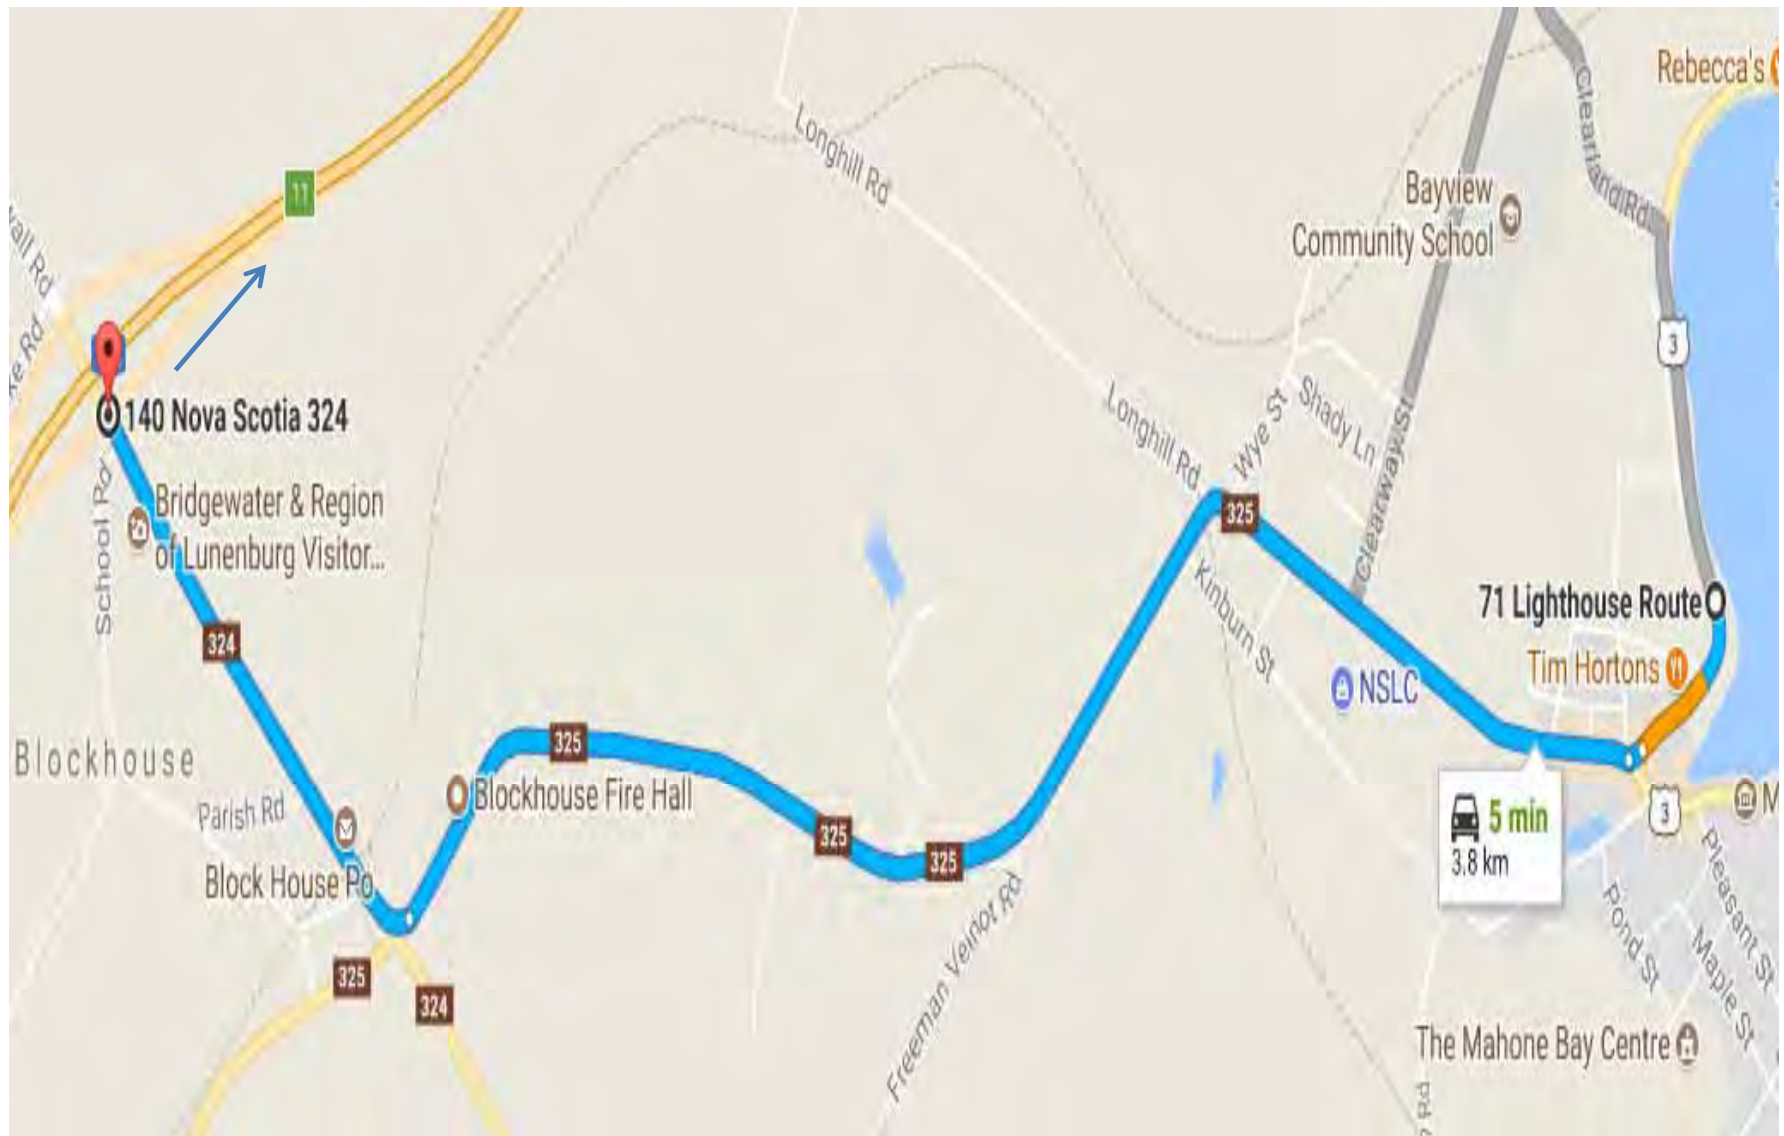 Rebecca's
Clearland Rd
11
Longhill Rd
Bayview
Community School
3
140 Nova Scotia 324
Longhill Rd
Wye St
Shady Ln
Clearway St
Bridgewater & Region
of Lunenburg Visitor...
School Rd
325
Kinburn St
71 Lighthouse Route
324
Tim Hortons
NSLC
Blockhouse
325
Blockhouse Fire Hall
Parish Rd
325
325
5 min
3.8 km
3
M
Block House Po
Pleasant St
Pond St
Maple St
325
324
Freeman Veinot Rd
The Mahone Bay Centre
Rd